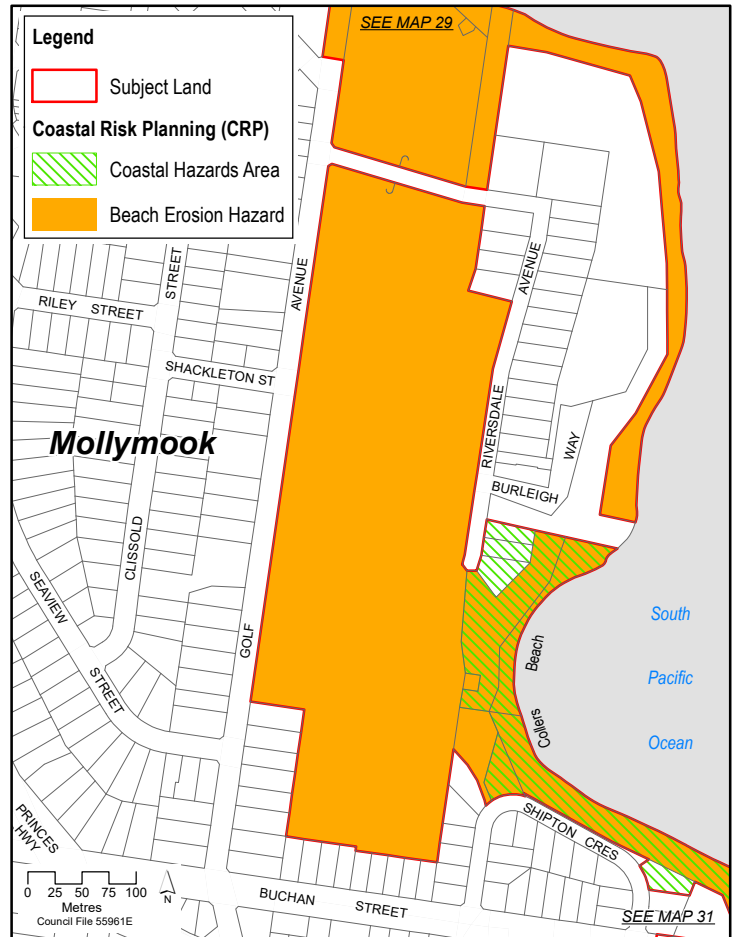 SEE MAP 29
Legend
Subject Land
Coastal Risk Planning (CRP)
Coastal Hazards Area
Beach Erosion Hazard
RILEY STREET
STREET
AVENUE
AVENUE
SHACKLETON ST
Mollymook
RIVERSDALE
WAY
BURLEIGH
CLISSOLD
SEAVIEW
STREET
GOLF
South
Pacific
Ocean
Beach
Collers
SHIPTON CRES
PRINCES
HWY
0 25 50 75 100
Metres
Council File 55961E
N
BUCHAN STREET
SEE MAP 31